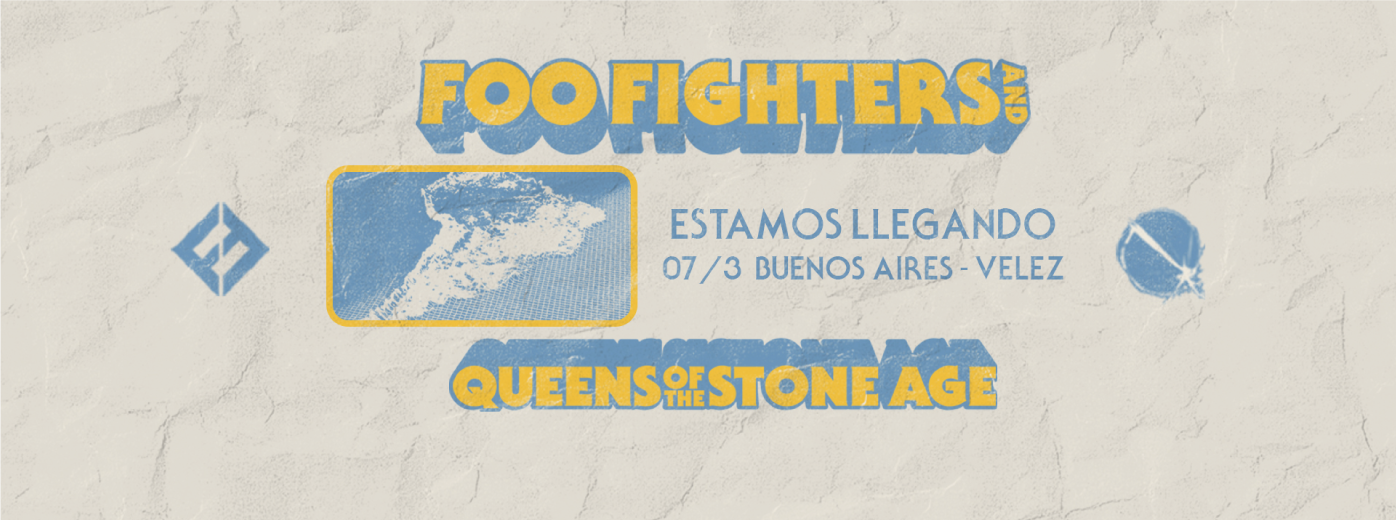 FOO FIGHTERS AND
ESTAMOS LLEGANDO
07/3 BUENOS AIRES - VELEZ
QUEENS OF THE STONE AGE